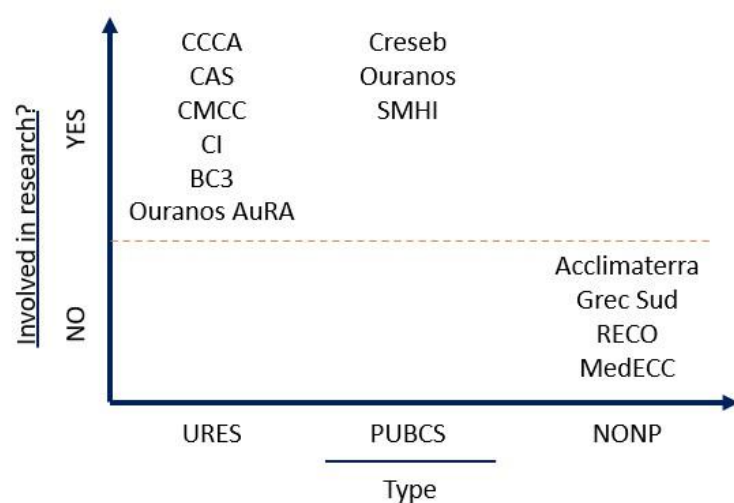 CCCA Creseb
CAS Ouranos
CMCC SMHI
CI
BC3
Ouranos AuRA
Acclimaterra
Grec Sud
RECO
MedECC
Involved in research?
YES
NO
URES PUBCS NONP
Type